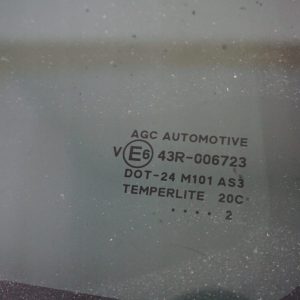 AGC AUTOMOTIVE
V E6 43R-006723
DOT-24 M101 AS3
TEMPERLITE 20C
.... 2